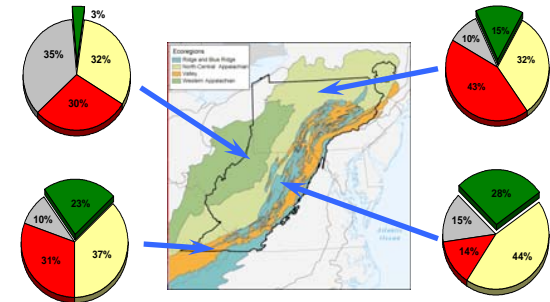 3%
35%
32%
30%
Ecoregions
Ridge and Blue Ridge
North-Central Appalachian
Valley
Western Appalachian
15%
10%
32%
43%
23%
10%
37%
31%
28%
15%
14%
44%
Atlantic